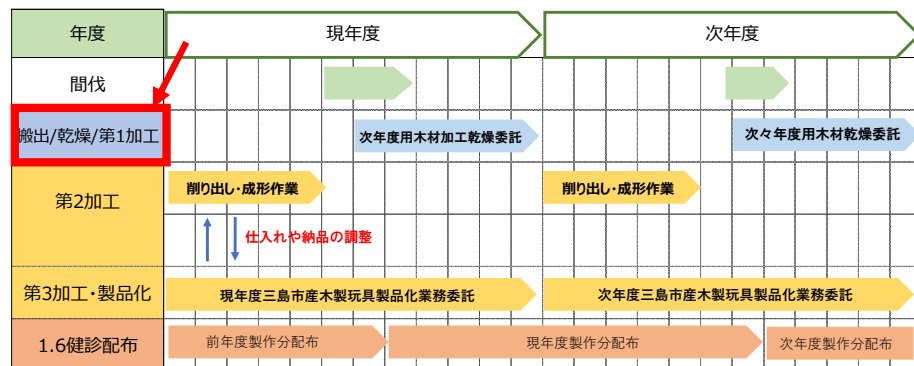 年度
現年度
次年度
間伐
搬出/乾燥/第1加工
次年度用木材加工乾燥委託
次々年度用木材乾燥委託
第2加工
削り出し・成形作業
削り出し・成形作業
仕入れや納品の調整
第3加工・製品化
現年度三島市産木製玩具製品化業務委託
次年度三島市産木製玩具製品化業務委託
1.6健診配布
前年度製作分配布
現年度製作分配布
次年度製作分配布